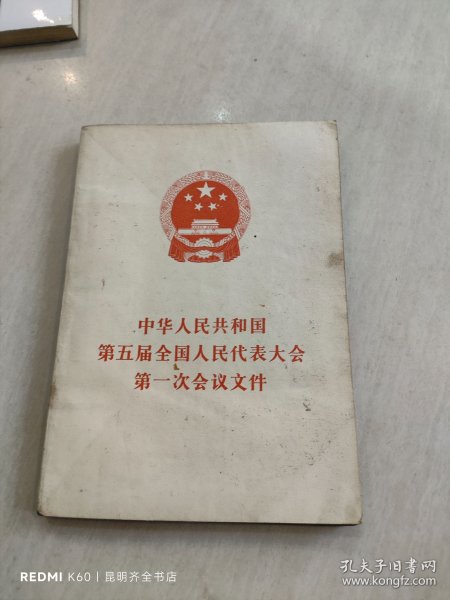 中华人民共和国
第五届全国人民代表大会
第一次会议文件
REDMI K60 | 昆明齐全书店
孔夫子旧书网
www.kongfz.com